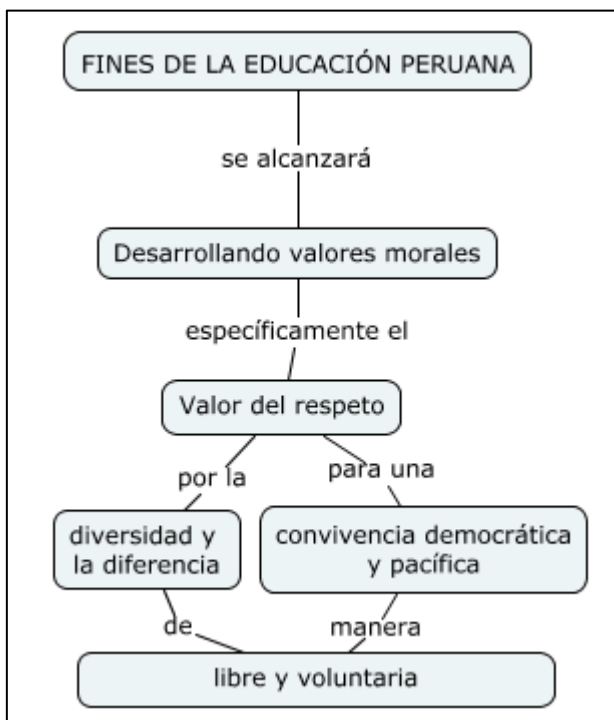 FINES DE LA EDUCACIÓN PERUANA
se alcanzará
Desarrollando valores morales
específicamente el
Valor del respeto
por la
para una
diversidad y
la diferencia
convivencia democrática
y pacífica
de
manera
libre y voluntaria